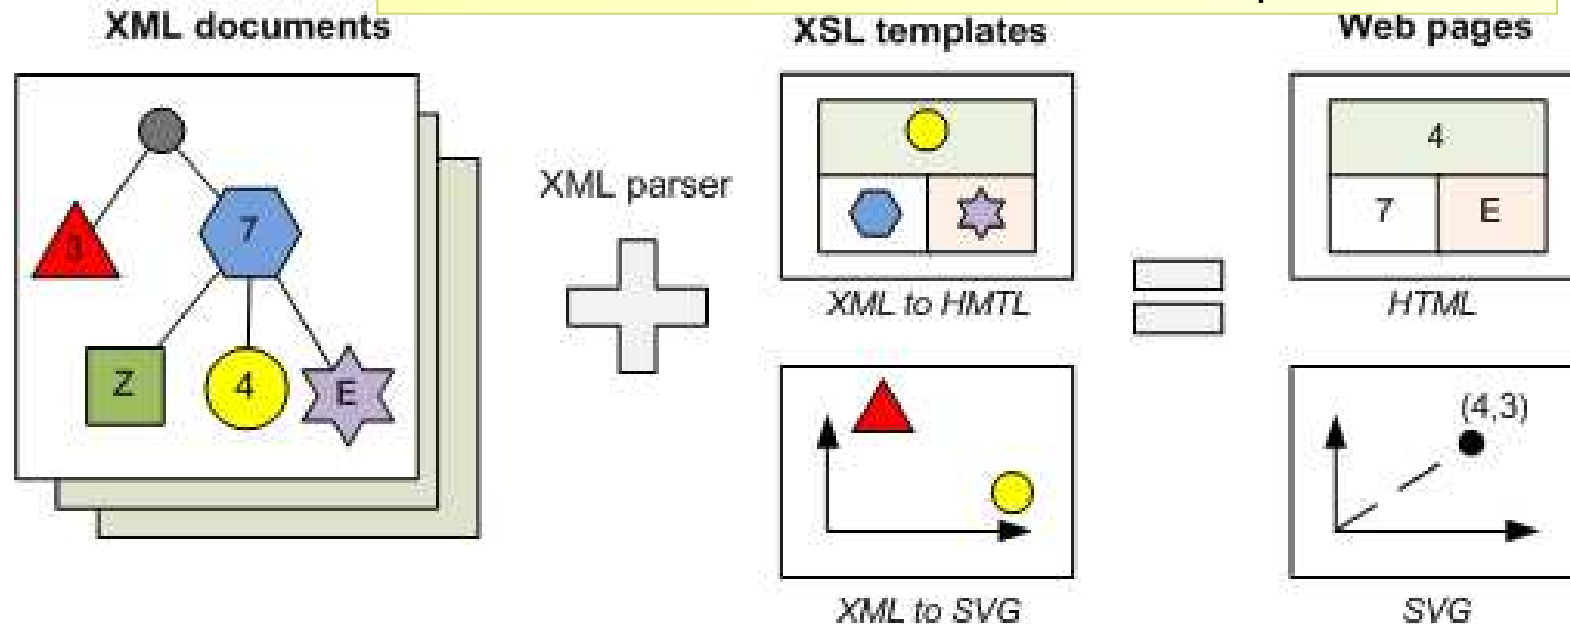 XML documents
XSL templates
Web pages
3
7
Z
4
E
XML parser
XML to HMTL
4
7
E
HTML
XML to SVG
(4,3)
SVG